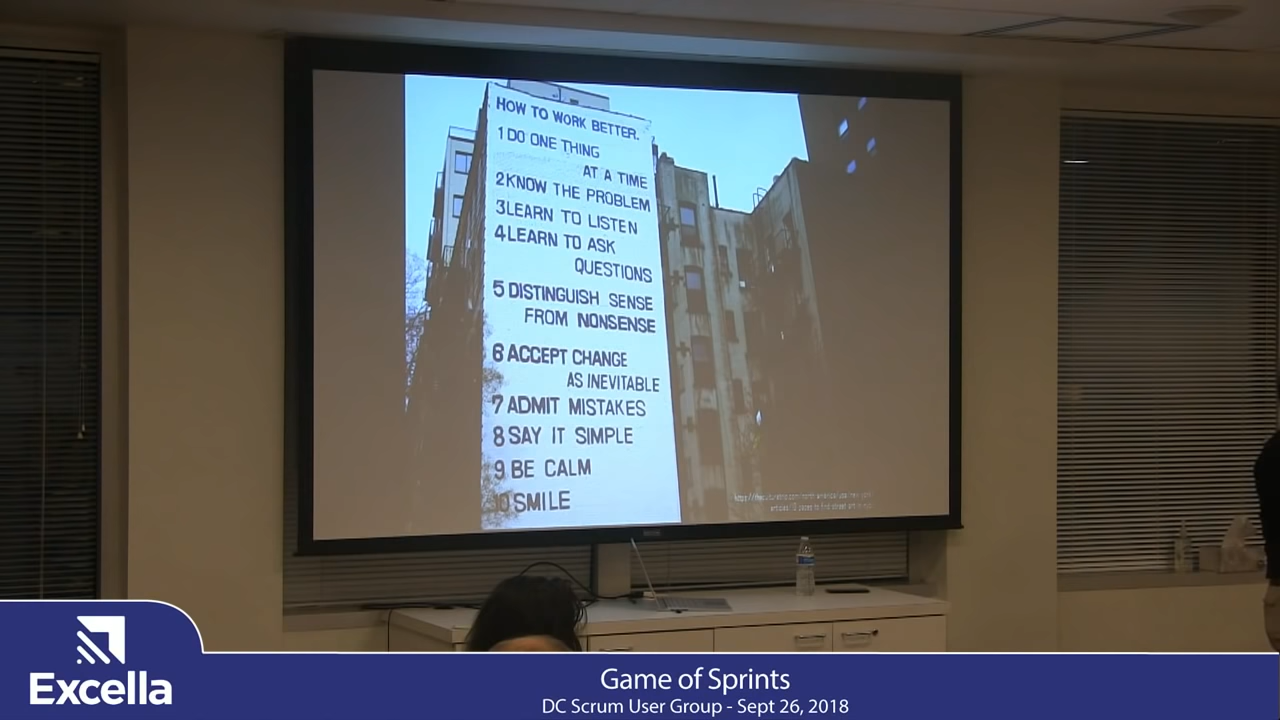 HOW TO WORK BETTER.
1 DO ONE THING
AT A TIME
2 KNOW THE PROBLEM
3 LEARN TO LISTEN
4 LEARN TO ASK
QUESTIONS
5 DISTINGUISH SENSE
FROM NONSENSE
6 ACCEPT CHANGE
AS INEVITABLE
7 ADMIT MISTAKES
8 SAY IT SIMPLE
9 BE CALM
10 SMILE
Excella
Game of Sprints
DC Scrum User Group - Sept 26, 2018